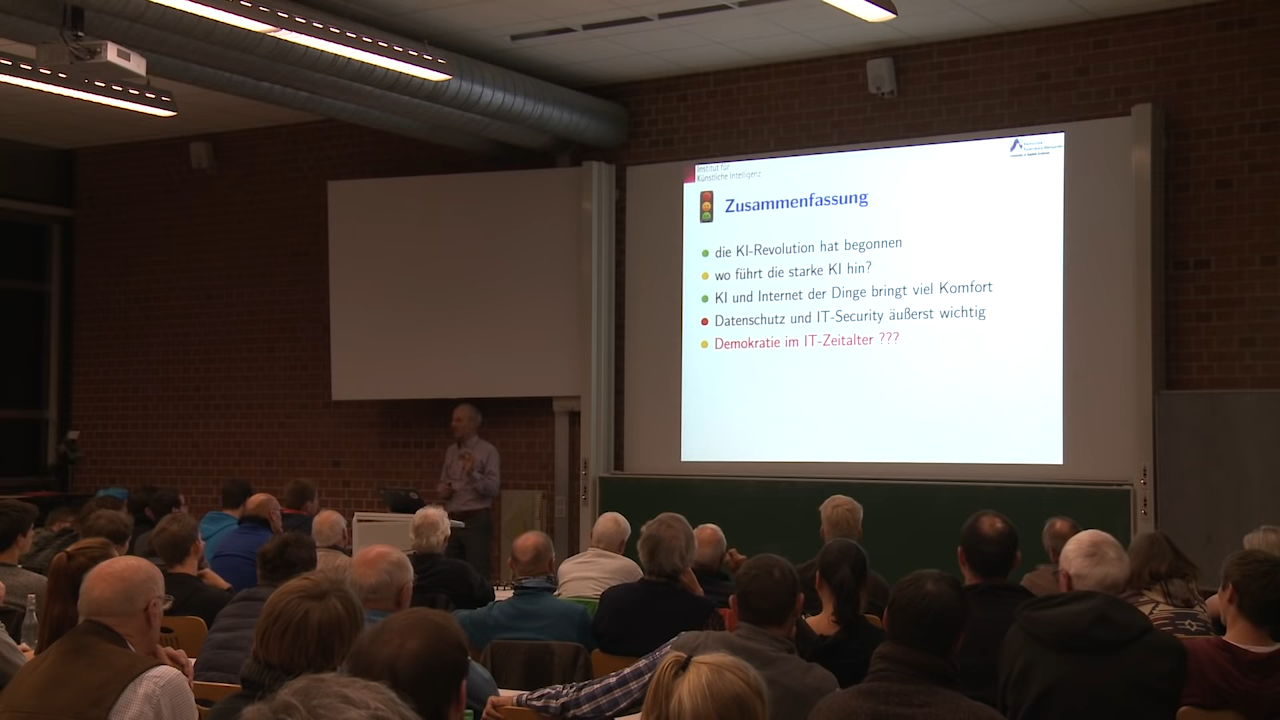 Institut für
Künstliche Intelligenz
Zusammenfassung
die KI-Revolution hat begonnen
wo führt die starke KI hin?
KI und Internet der Dinge bringt viel Komfort
Datenschutz und IT-Security äußerst wichtig
Demokratie im IT-Zeitalter ???